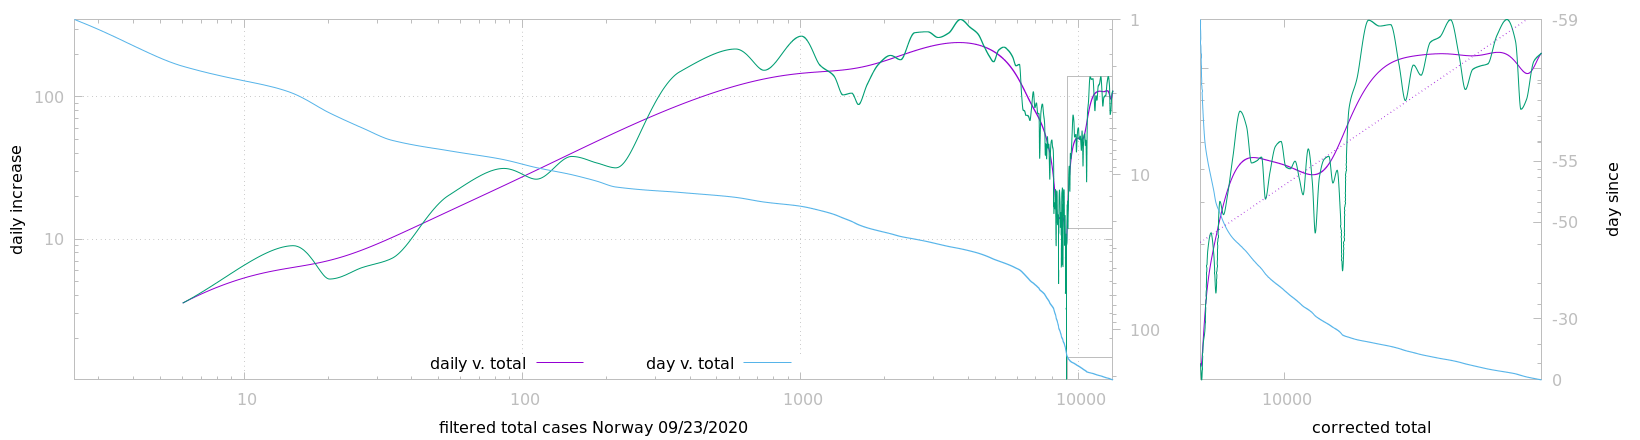 1
-59
100
daily increase
10
-55
10
-50
day since
100
-30
daily v. total
day v. total
0
10
100
1000
10000
10000
filtered total cases Norway 09/23/2020
corrected total